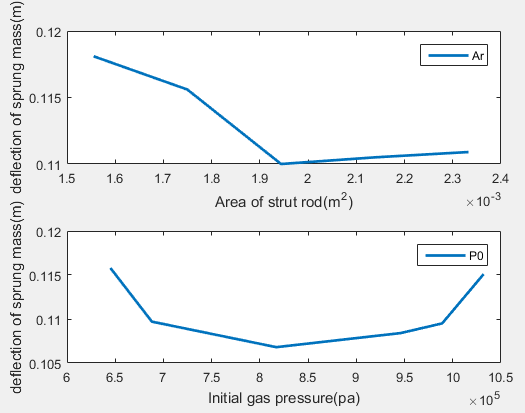 deflection of sprung mass(m)
0.12
0.115
0.11
Ar
1.5 1.6 1.7 1.8 1.9 2 2.1 2.2 2.3 2.4
Area of strut rod(m²)
×10⁻³
deflection of sprung mass(m)
0.12
0.115
0.11
0.105
P0
6 6.5 7 7.5 8 8.5 9 9.5 10 10.5
Initial gas pressure(pa)
×10⁵